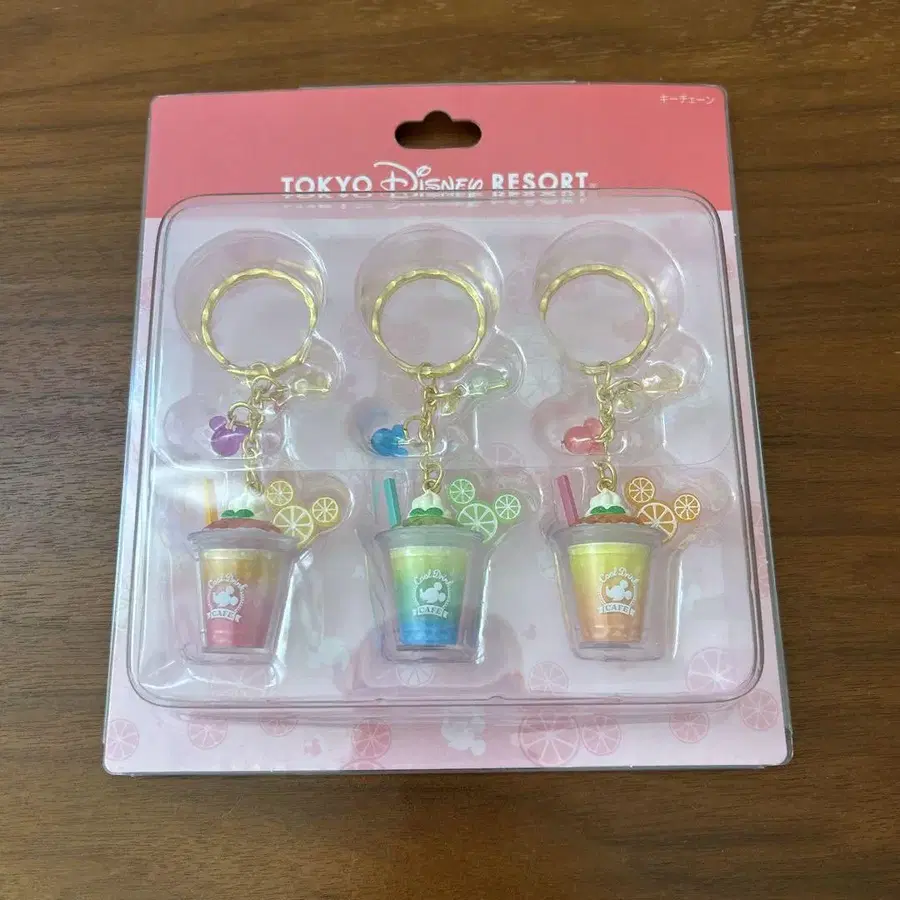 キーチェーン
TOKYO Disney RESORT
Cool Drink
CAFE
Cool Drink
CAFE
Cool Drink
CAFE